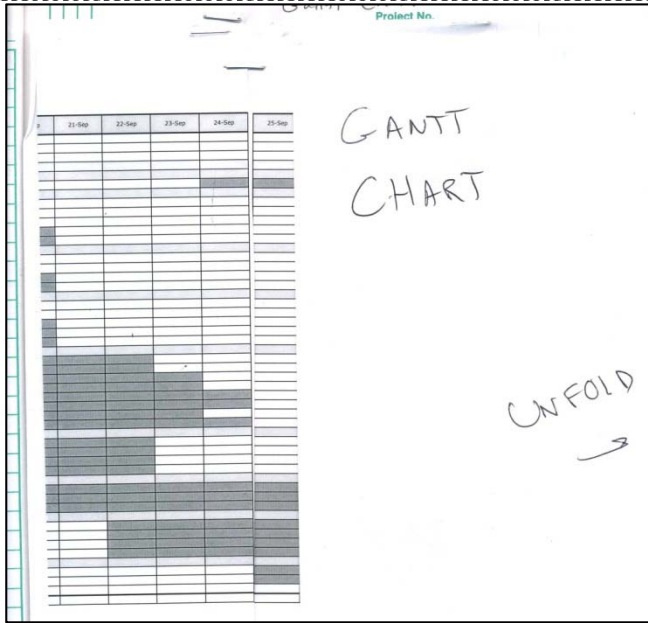 Project No.
21-Sep 22-Sep 23-Sep 24-Sep 25-Sep
GANTT
CHART
UNFOLD